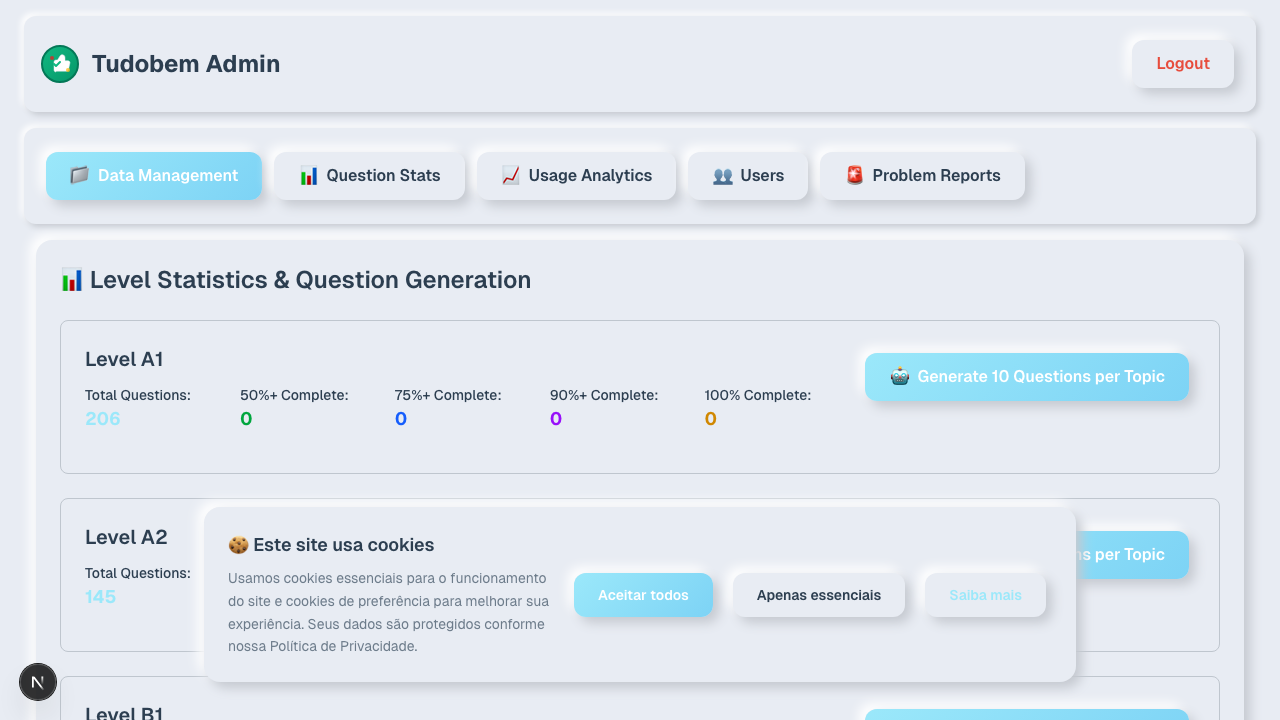 Tudobem Admin
Logout
Data Management
Question Stats
Usage Analytics
Users
Problem Reports
Level Statistics & Question Generation
Level A1
Total Questions:
206
50%+ Complete:
0
75%+ Complete:
0
90%+ Complete:
0
100% Complete:
0
Generate 10 Questions per Topic
Level A2
Total Questions:
145
per Topic
Este site usa cookies
Usamos cookies essenciais para o funcionamento
do site e cookies de preferência para melhorar sua
experiência. Seus dados são protegidos conforme
nossa Política de Privacidade.
Aceitar todos
Apenas essenciais
Saiba mais
N
Level B1